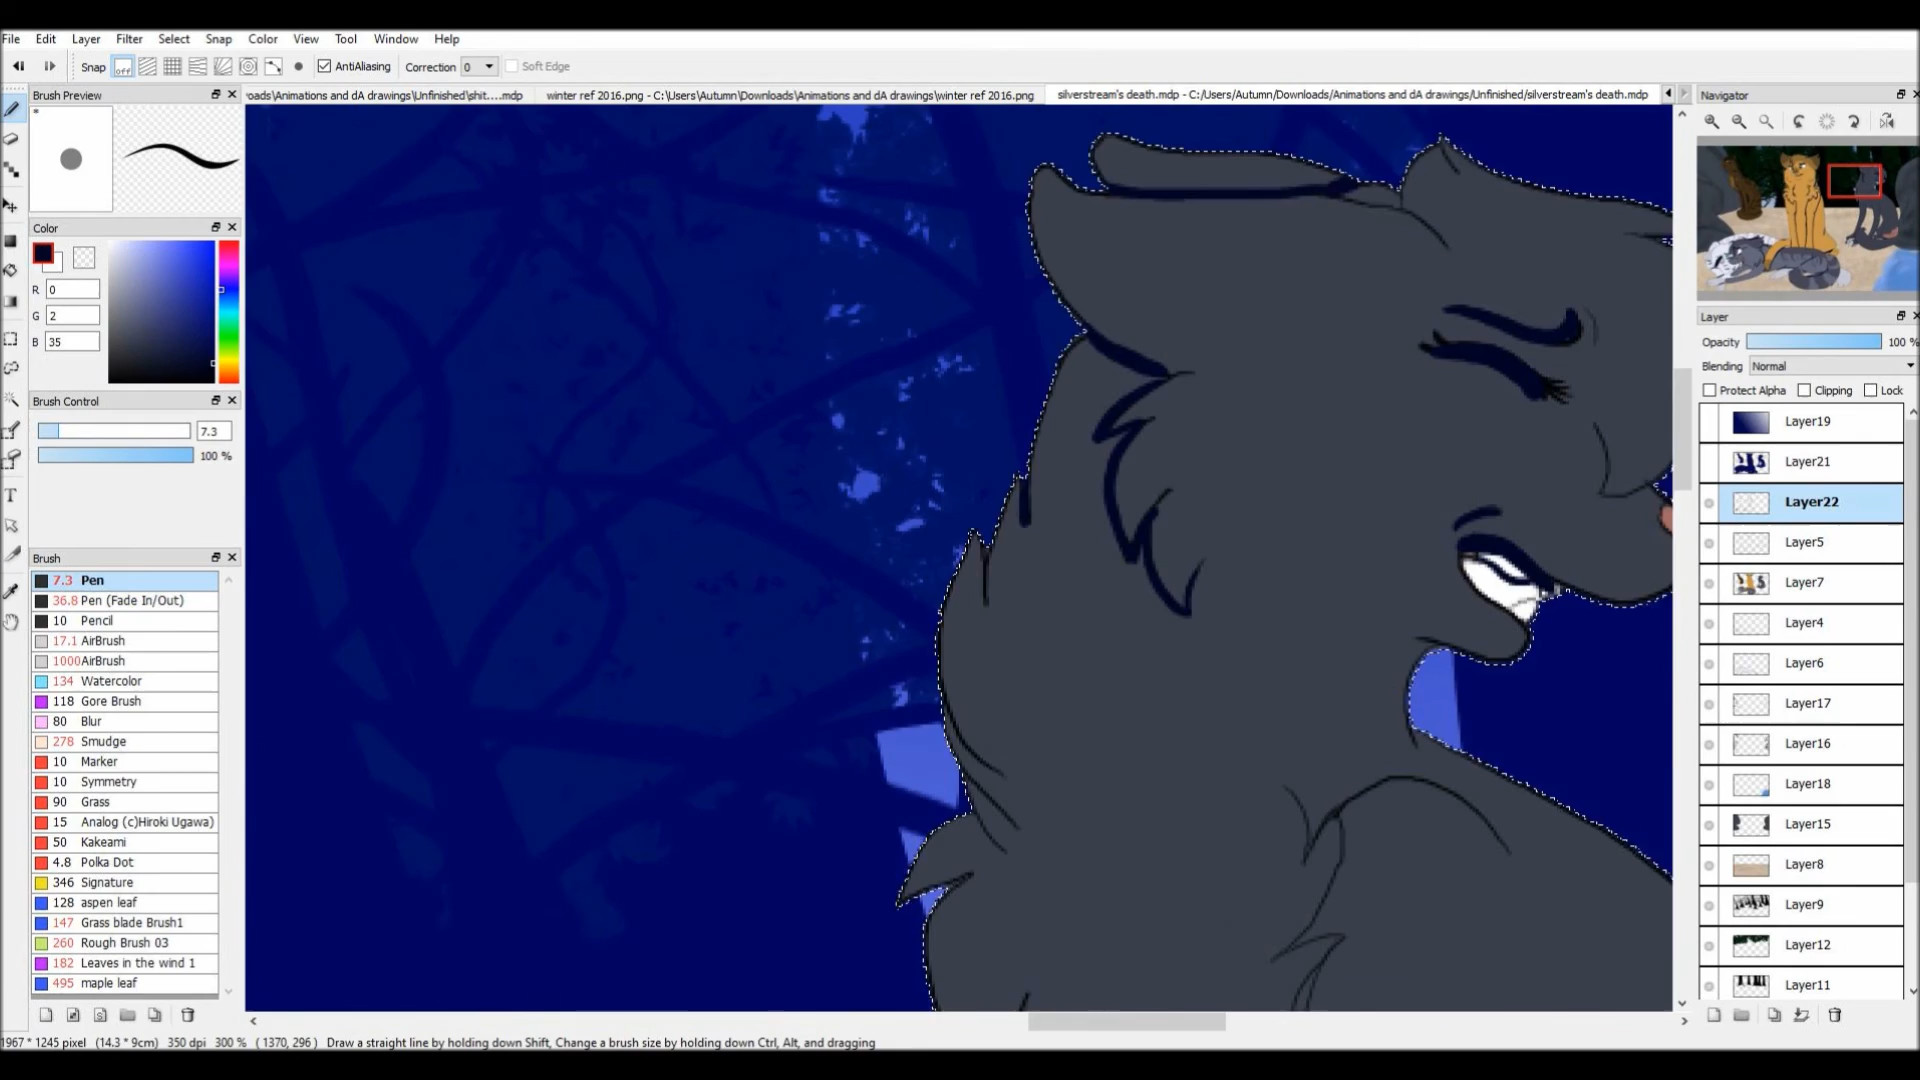 File Edit Layer Filter Select Snap Color View Tool Window Help
Snap off AntiAliasing Correction 0 Soft Edge
Brush Preview
oads\Animations and dA drawings\Unfinished\shit....mdp winter ref 2016.png - C:\Users\Autumn\Downloads\Animations and dA drawings\winter ref 2016.png silverstream's death.mdp - C:/Users/Autumn/Downloads/Animations and dA drawings/Unfinished/silverstream's death.mdp
Navigator
*
Color
R 0
G 2
B 35
Brush Control
7.3
100 %
Brush
7.3 Pen
36.8 Pen (Fade In/Out)
10 Pencil
17.1 AirBrush
1000 AirBrush
134 Watercolor
118 Gore Brush
80 Blur
278 Smudge
10 Marker
10 Symmetry
90 Grass
15 Analog (c)Hiroki Ugawa)
50 Kakeami
4.8 Polka Dot
346 Signature
128 aspen leaf
147 Grass blade Brush1
260 Rough Brush 03
182 Leaves in the wind 1
495 maple leaf
Layer
Opacity 100 %
Blending Normal
Protect Alpha Clipping Lock
Layer19
Layer21
Layer22
Layer5
Layer7
Layer4
Layer6
Layer17
Layer16
Layer18
Layer15
Layer8
Layer9
Layer12
Layer11
1967 * 1245 pixel (14.3 * 9cm) 350 dpi 300 % ( 1370, 296 ) Draw a straight line by holding down Shift, Change a brush size by holding down Ctrl, Alt, and dragging